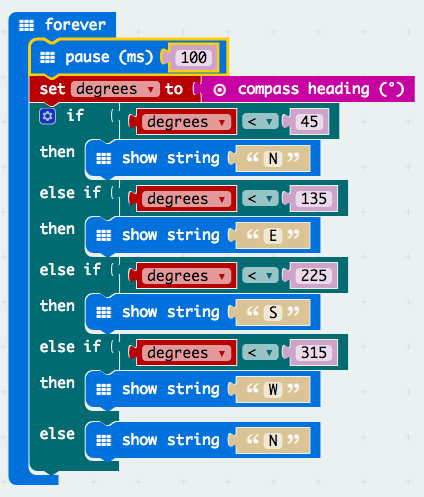 forever
pause (ms) 100
set degrees to compass heading (°)
if degrees < 45
then show string “ N ”
else if degrees < 135
then show string “ E ”
else if degrees < 225
then show string “ S ”
else if degrees < 315
then show string “ W ”
else show string “ N ”